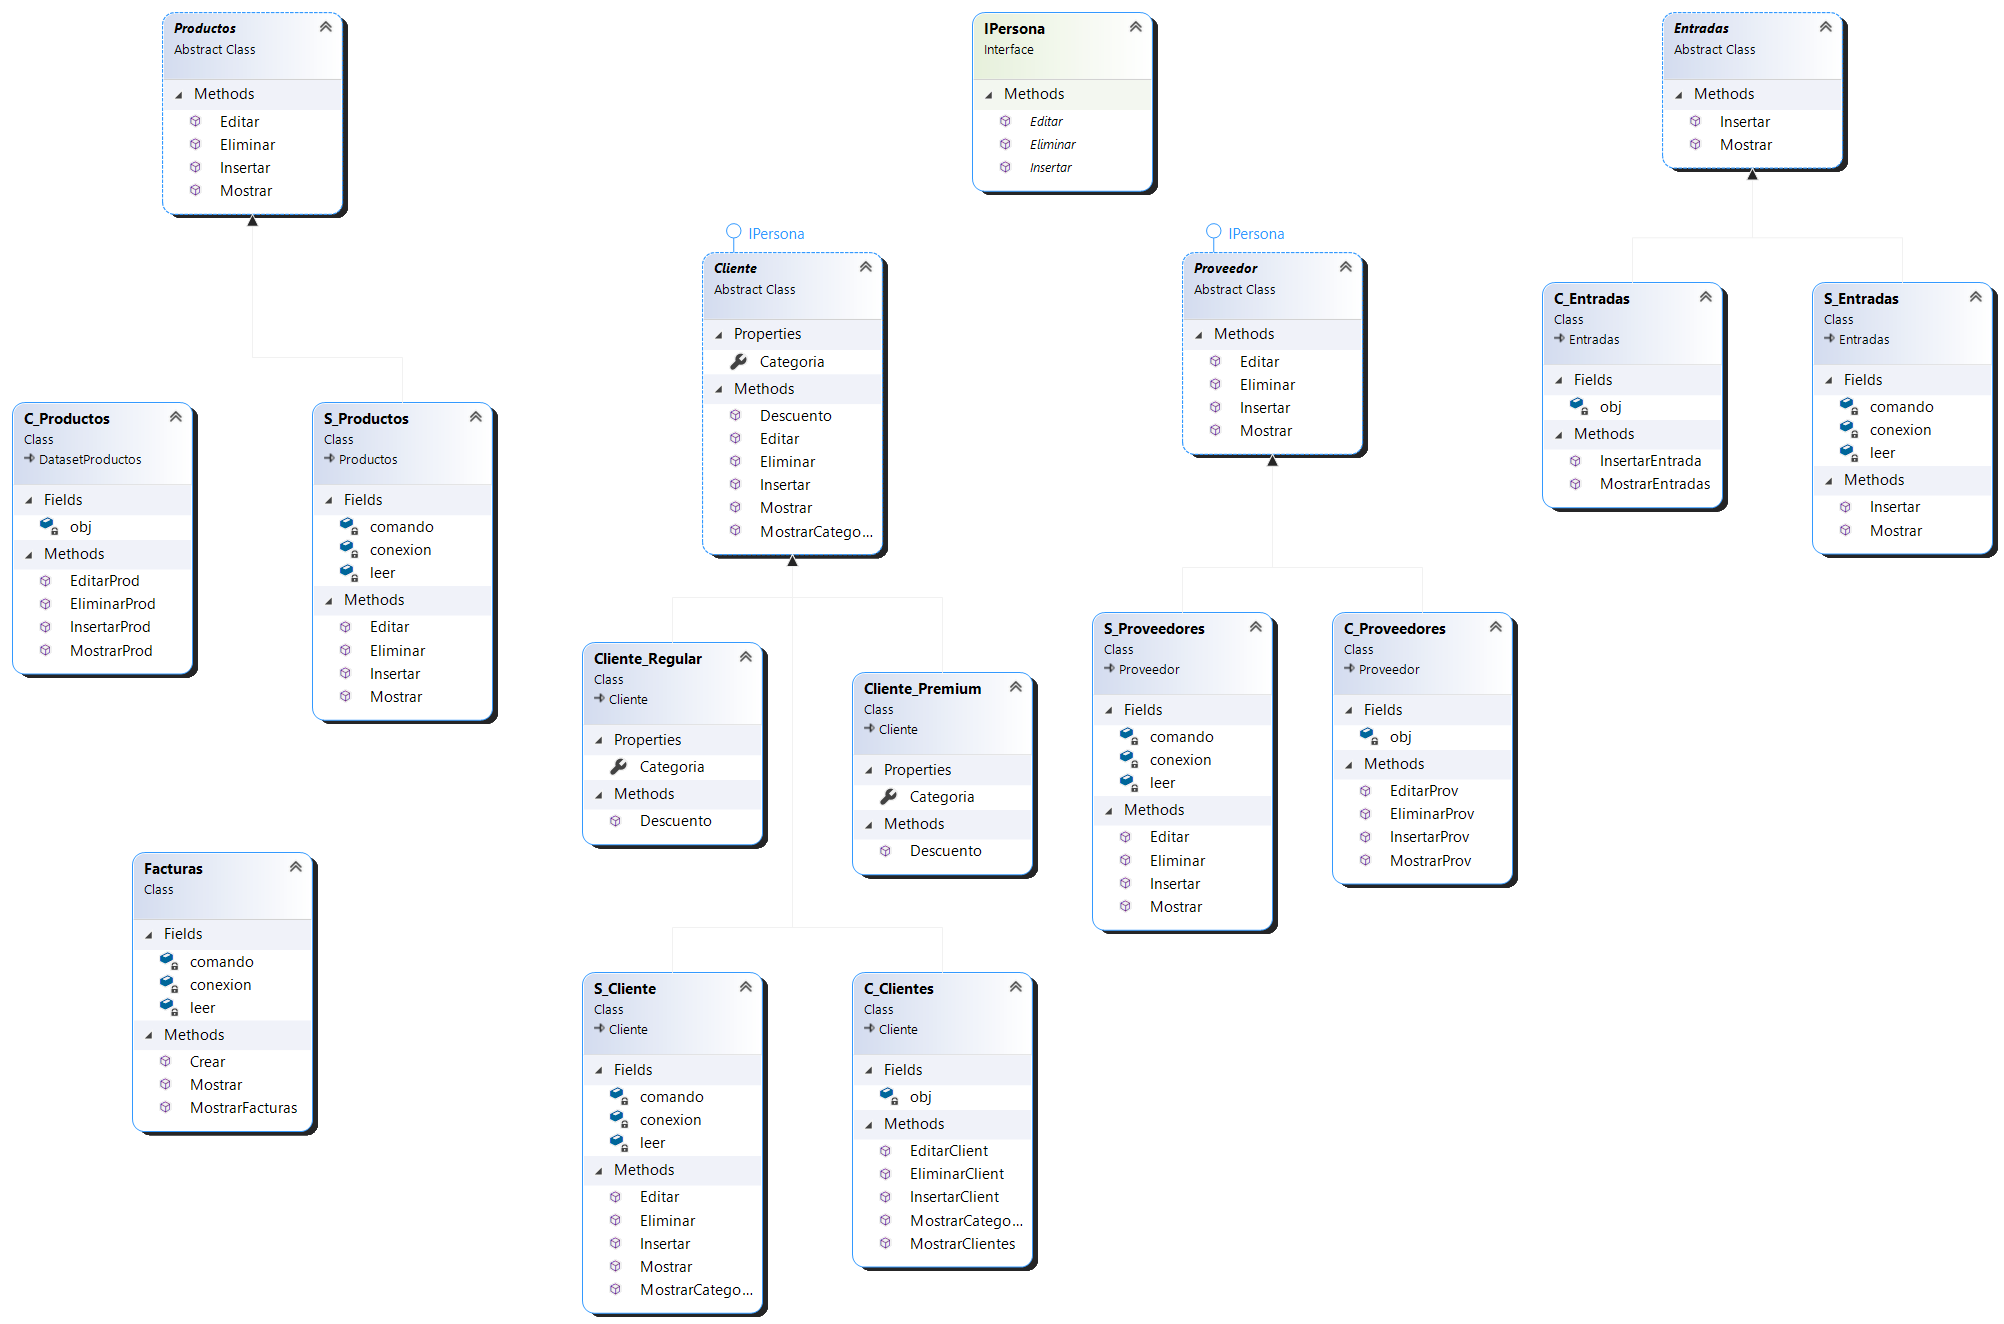 Productos
Abstract Class
Methods
Editar
Eliminar
Insertar
Mostrar
IPersona
Interface
Methods
Editar
Eliminar
Insertar
Entradas
Abstract Class
Methods
Insertar
Mostrar
IPersona
Cliente
Abstract Class
Properties
Categoria
Methods
Descuento
Editar
Eliminar
Insertar
Mostrar
MostrarCatego...
IPersona
Proveedor
Abstract Class
Methods
Editar
Eliminar
Insertar
Mostrar
C_Entradas
Class
Entradas
Fields
obj
Methods
InsertarEntrada
MostrarEntradas
S_Entradas
Class
Entradas
Fields
comando
conexion
leer
Methods
Insertar
Mostrar
C_Productos
Class
DatasetProductos
Fields
obj
Methods
EditarProd
EliminarProd
InsertarProd
MostrarProd
S_Productos
Class
Productos
Fields
comando
conexion
leer
Methods
Editar
Eliminar
Insertar
Mostrar
Cliente_Regular
Class
Cliente
Properties
Categoria
Methods
Descuento
Cliente_Premium
Class
Cliente
Properties
Categoria
Methods
Descuento
S_Proveedores
Class
Proveedor
Fields
comando
conexion
leer
Methods
Editar
Eliminar
Insertar
Mostrar
C_Proveedores
Class
Proveedor
Fields
obj
Methods
EditarProv
EliminarProv
InsertarProv
MostrarProv
Facturas
Class
Fields
comando
conexion
leer
Methods
Crear
Mostrar
MostrarFacturas
S_Cliente
Class
Cliente
Fields
comando
conexion
leer
Methods
Editar
Eliminar
Insertar
Mostrar
MostrarCatego...
C_Clientes
Class
Cliente
Fields
obj
Methods
EditarClient
EliminarClient
InsertarClient
MostrarCatego...
MostrarClientes